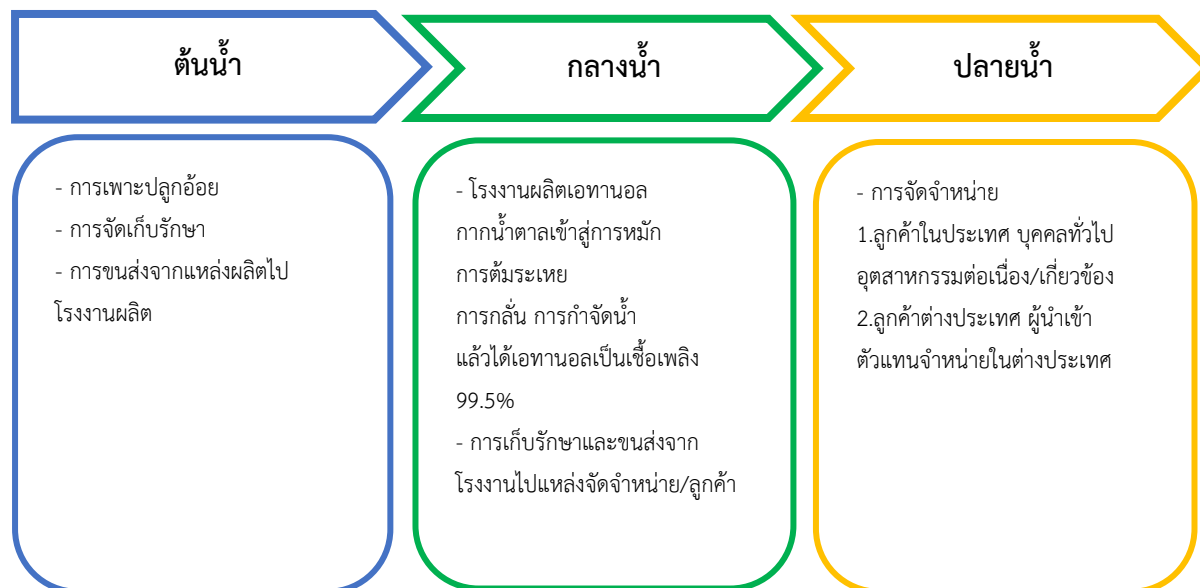 ต้นน้ำ
กลางน้ำ
ปลายน้ำ
- การเพาะปลูกอ้อย
- การจัดเก็บรักษา
- การขนส่งจากแหล่งผลิตไป
โรงงานผลิต
- โรงงานผลิตเอทานอล
กากน้ำตาลเข้าสู่การหมัก
การต้มระเหย
การกลั่น การกำจัดน้ำ
แล้วได้เอทานอลเป็นเชื้อเพลิง
99.5%
- การเก็บรักษาและขนส่งจาก
โรงงานไปแหล่งจัดจำหน่าย/ลูกค้า
- การจัดจำหน่าย
1.ลูกค้าในประเทศ บุคคลทั่วไป
อุตสาหกรรมต่อเนื่อง/เกี่ยวข้อง
2.ลูกค้าต่างประเทศ ผู้นำเข้า
ตัวแทนจำหน่ายในต่างประเทศ